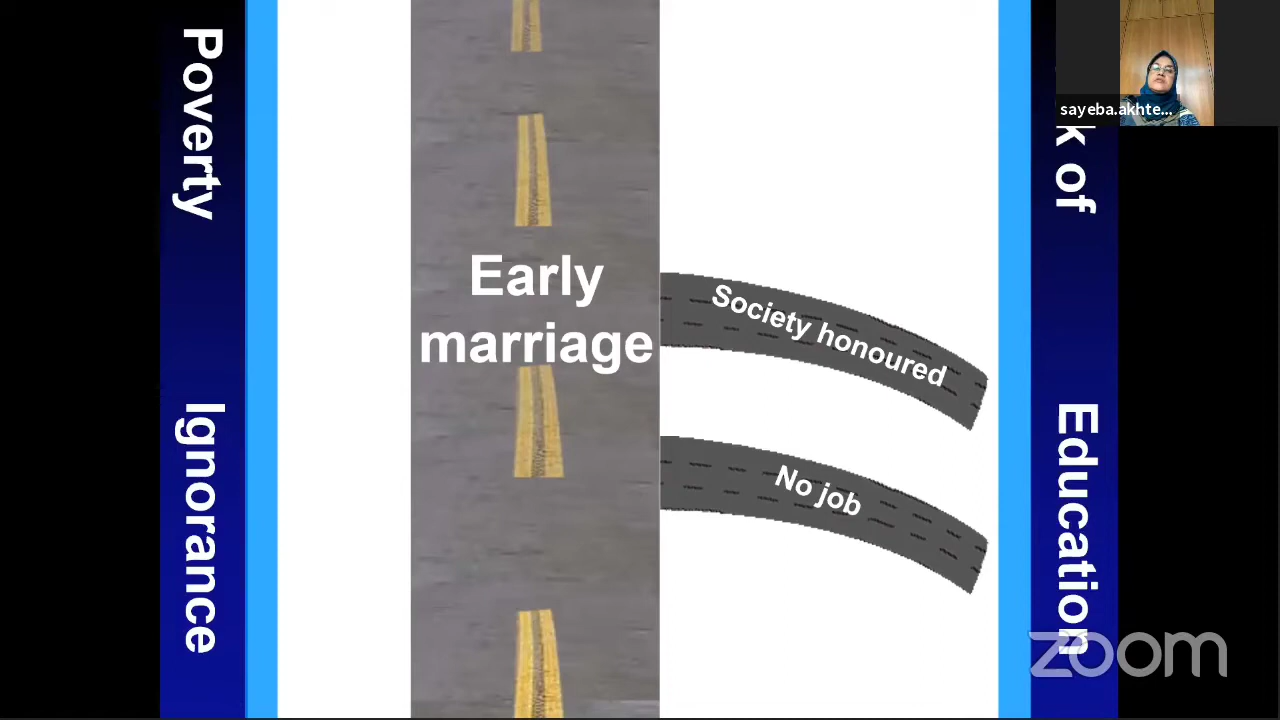 Poverty
Ignorance
Early
marriage
Society honoured
No job
k of
Education
sayeba.akhte...
zoom